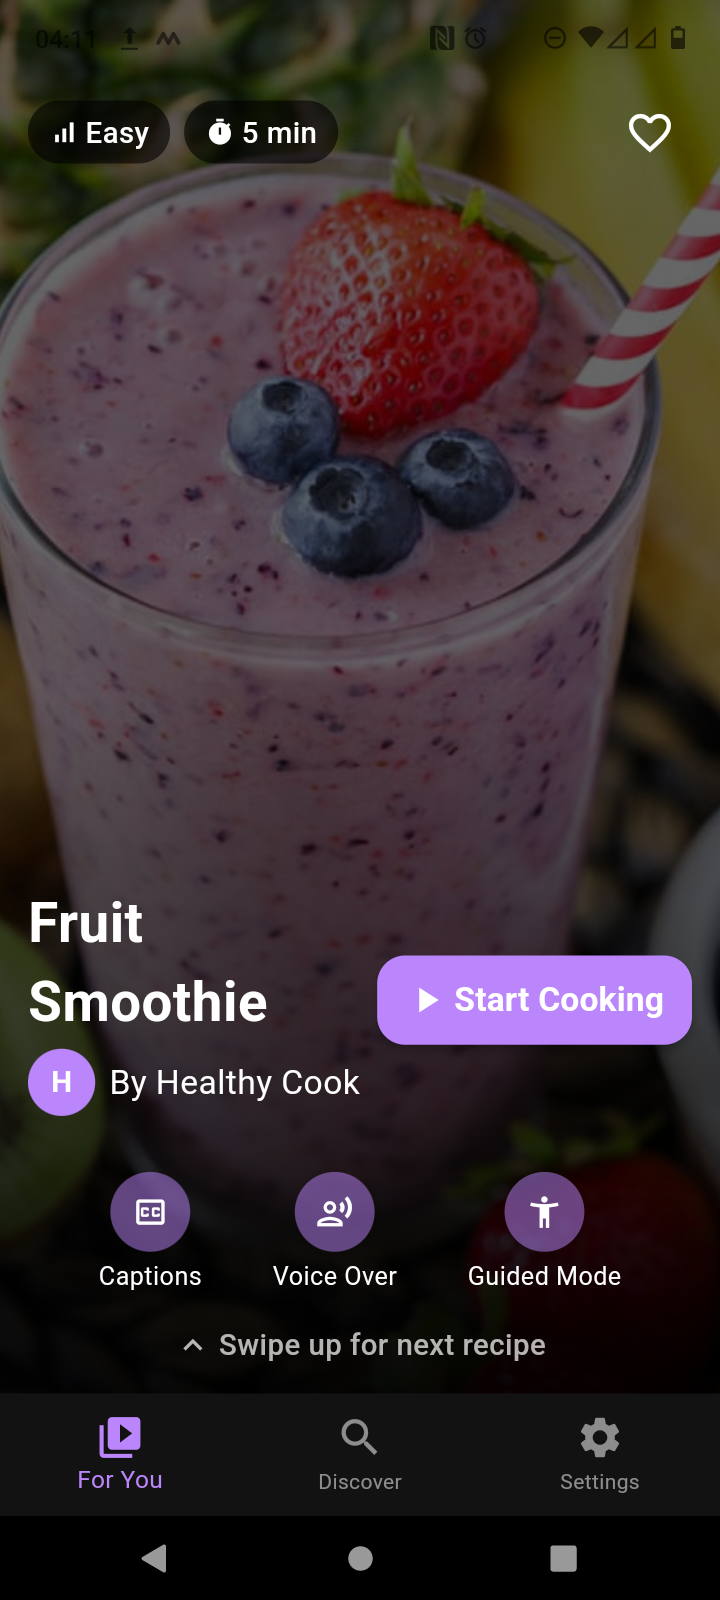 04:11
Easy
5 min
Fruit
Smoothie
Start Cooking
H
By Healthy Cook
CC
Captions
Voice Over
Guided Mode
Swipe up for next recipe
For You
Discover
Settings